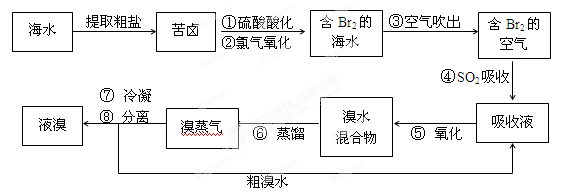 海水
提取粗盐
苦卤
①硫酸酸化
②氯气氧化
含Br2的
海水
③空气吹出
含Br2的
空气
④SO2吸收
吸收液
⑤ 氧化
溴水
混合物
⑥ 蒸馏
溴蒸气
⑦ 冷凝
⑧ 分离
液溴
粗溴水